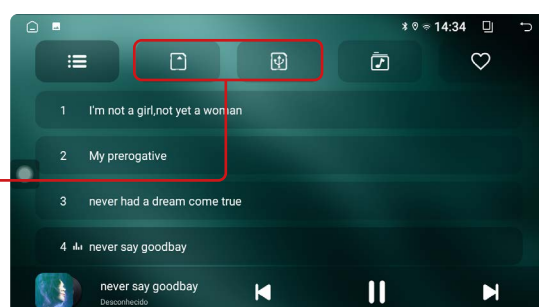 14:34
1 I'm not a girl,not yet a woman
2 My prerogative
3 never had a dream come true
4 never say goodbay
never say goodbay
Desconhecido